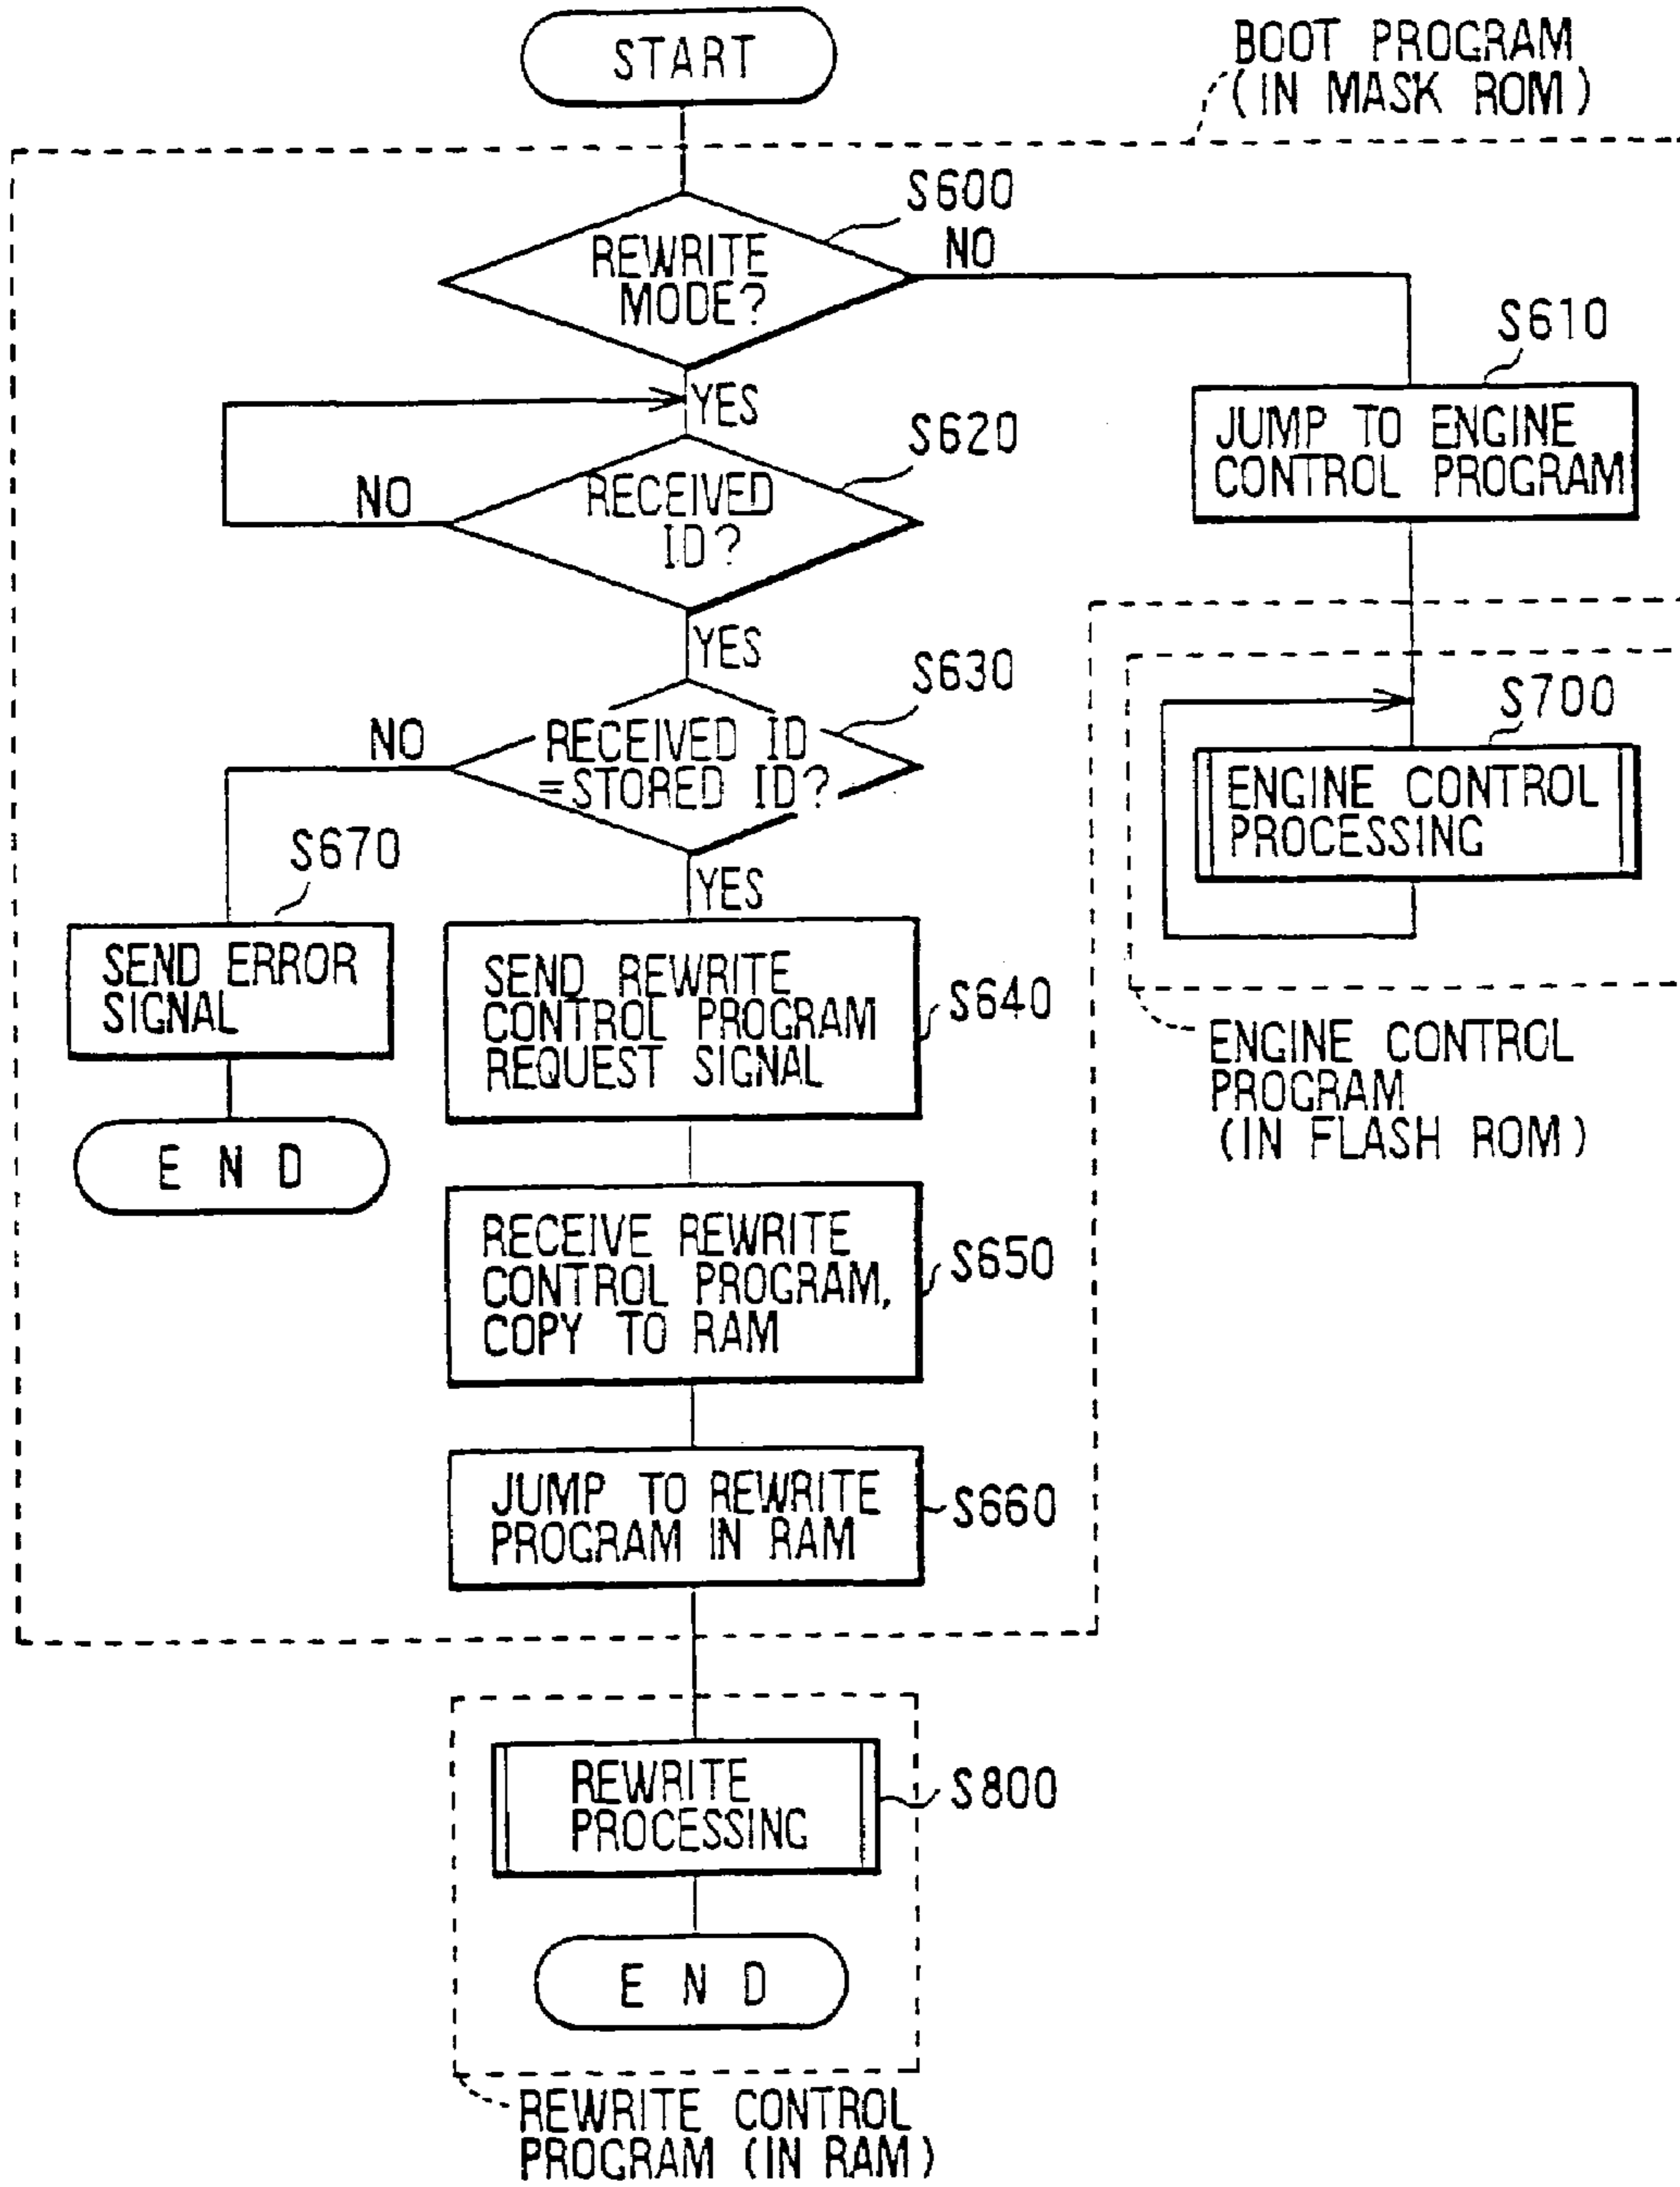 START
BOOT PROGRAM
(IN MASK ROM)
S600
REWRITE
MODE?
NO
YES
S610
JUMP TO ENGINE
CONTROL PROGRAM
S620
RECEIVED
ID?
NO
YES
S630
RECEIVED ID
=STORED ID?
NO
YES
S700
ENGINE CONTROL
PROCESSING
ENGINE CONTROL
PROGRAM
(IN FLASH ROM)
S670
SEND ERROR
SIGNAL
END
SEND REWRITE
CONTROL PROGRAM
REQUEST SIGNAL
S640
RECEIVE REWRITE
CONTROL PROGRAM,
COPY TO RAM
S650
JUMP TO REWRITE
PROGRAM IN RAM
S660
REWRITE
PROCESSING
S800
END
REWRITE CONTROL
PROGRAM (IN RAM)